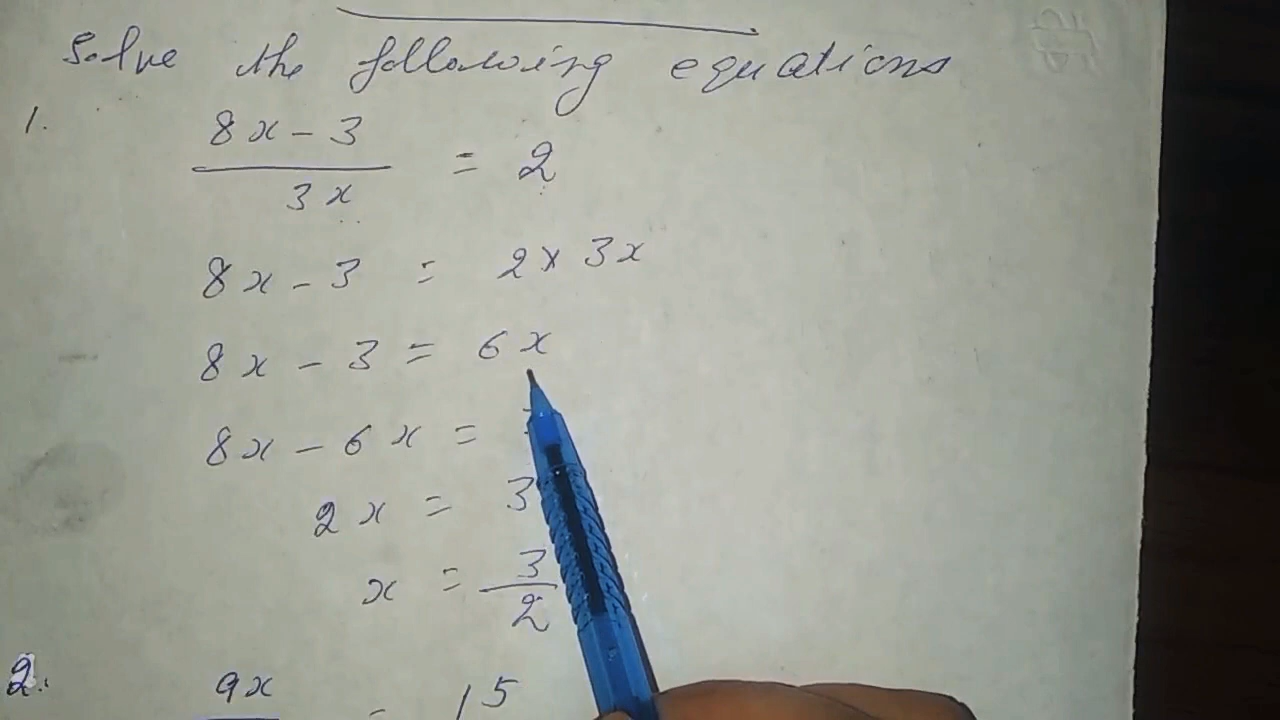 Solve the following equations
1. 8x - 3
= 2
3x
8x - 3 = 2 x 3x
8x - 3 = 6x
8x - 6x =
2x = 3
x = 3
2
2. 9x
= 15